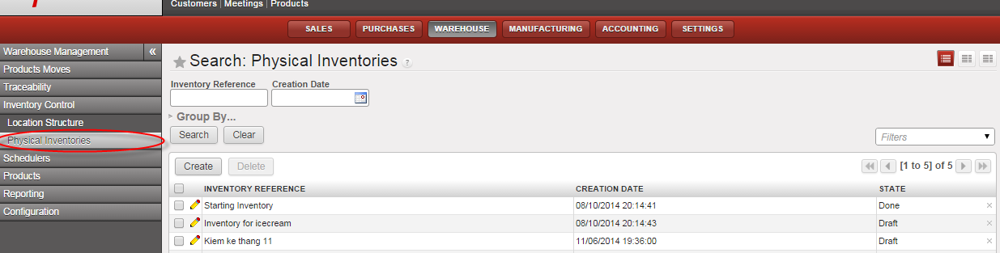 Customers | Meetings | Products
SALES PURCHASES WAREHOUSE MANUFACTURING ACCOUNTING SETTINGS
Warehouse Management «
Products Moves
Traceability
Inventory Control
Location Structure
Physical Inventories
Schedulers
Products
Reporting
Configuration
Search: Physical Inventories ?
Inventory Reference Creation Date
Group By...
Search Clear
Filters
Create Delete
[1 to 5] of 5
INVENTORY REFERENCE CREATION DATE STATE
Starting Inventory 08/10/2014 20:14:41 Done
Inventory for icecream 08/10/2014 20:14:43 Draft
Kiem ke thang 11 11/06/2014 19:36:00 Draft